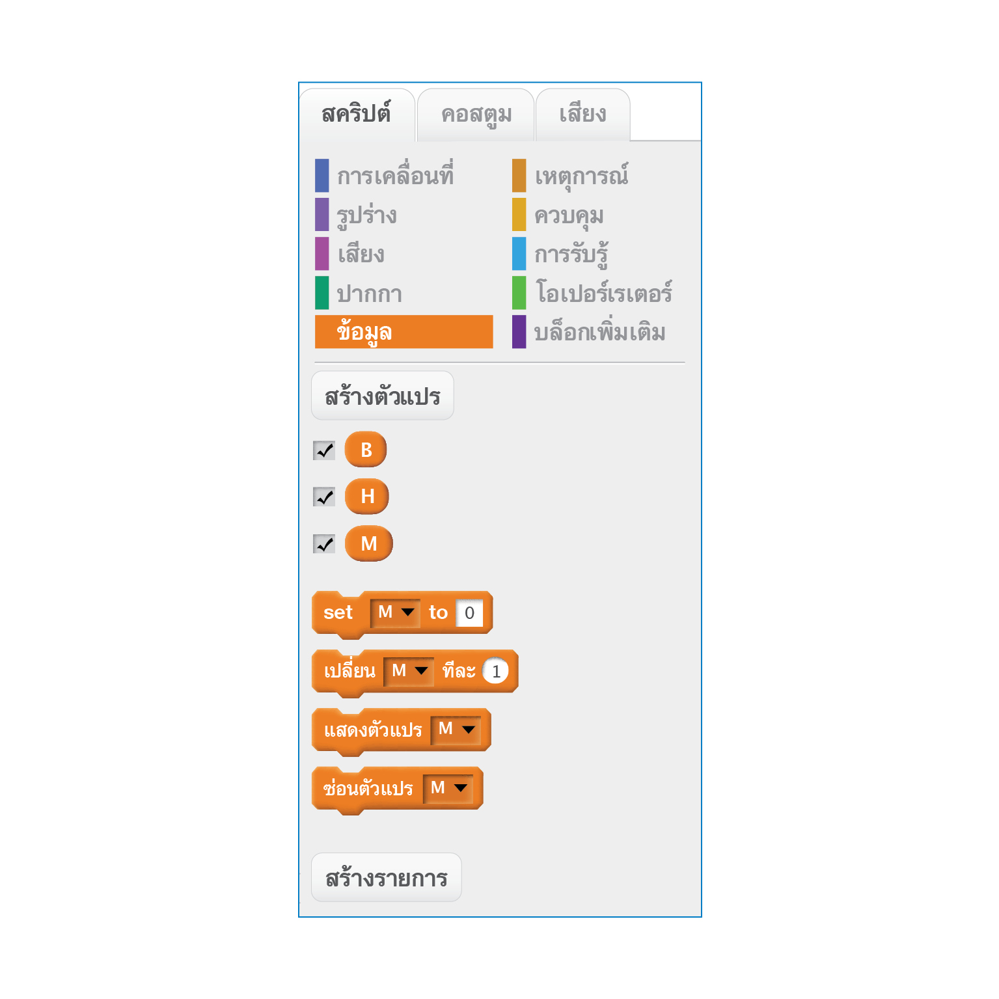 สคริปต์ คอสตูม เสียง
การเคลื่อนที่ เหตุการณ์
รูปร่าง ควบคุม
เสียง การรับรู้
ปากกา โอเปอร์เรเตอร์
ข้อมูล บล็อกเพิ่มเติม
สร้างตัวแปร
B
H
M
set M to 0
เปลี่ยน M ทีละ 1
แสดงตัวแปร M
ซ่อนตัวแปร M
สร้างรายการ